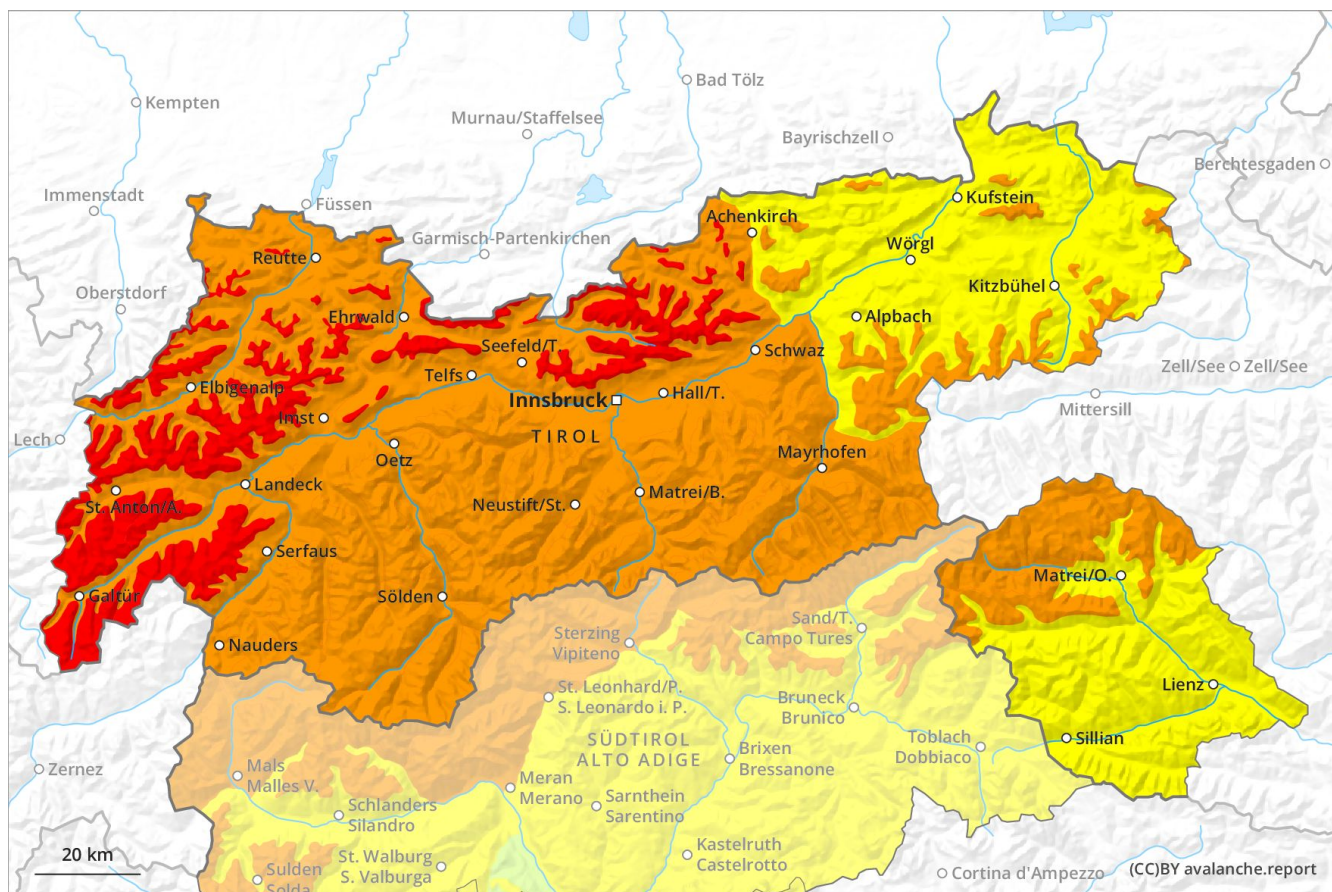 Kempten
Bad Tölz
Murnau/Staffelsee
Bayrischzell
Berchtesgaden
Immenstadt
Füssen
Kufstein
Achenkirch
Garmisch-Partenkirchen
Wörgl
Reutte
Oberstdorf
Kitzbühel
Ehrwald
Alpbach
Seefeld/T.
Schwaz
Telfs
Zell/See
Zell/See
Elbigenalp
Innsbruck
Hall/T.
Mittersill
Imst
Lech
TIROL
Oetz
Mayrhofen
Landeck
Matrei/B.
St. Anton/A.
Neustift/St.
Serfaus
Matrei/O.
Galtür
Sölden
Sand/T.
Campo Tures
Sterzing
Vipiteno
Nauders
Lienz
St. Leonhard/P.
S. Leonardo i. P.
Bruneck
Brunico
SÜDTIROL
ALTO ADIGE
Toblach
Dobbiaco
Sillian
Brixen
Bressanone
Zernez
Mals
Malles V.
Meran
Merano
Schlanders
Silandro
Sarnthein
Sarentino
Kastelruth
Castelrotto
20 km
St. Walburg
S. Valburga
Sulden
Solda
Cortina d'Ampezzo
(CC)BY avalanche.report